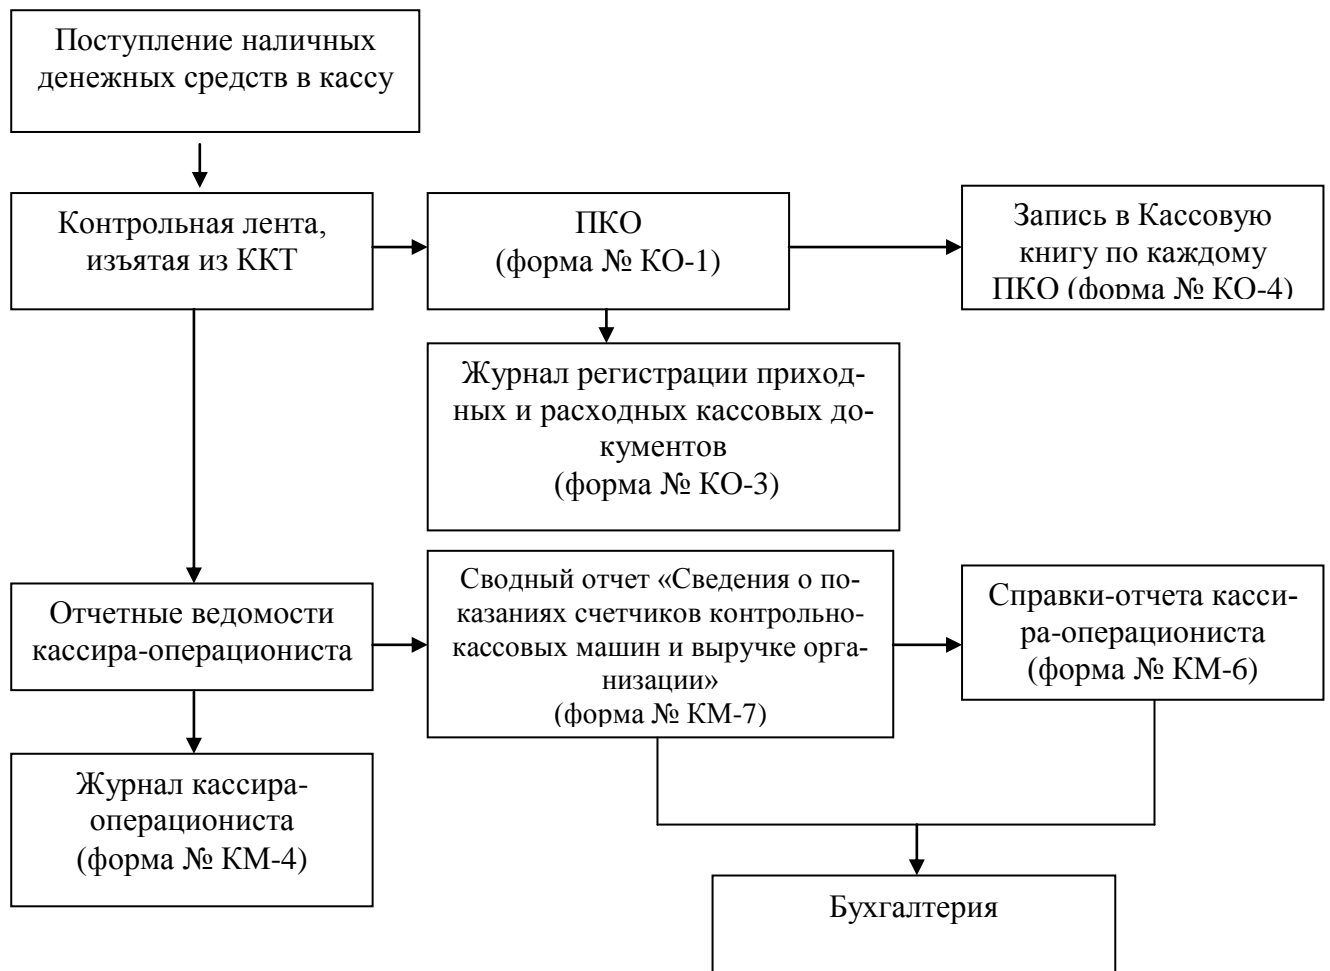 Поступление наличных
денежных средств в кассу
Контрольная лента,
изъятая из ККТ
ПКО
(форма № КО-1)
Запись в Кассовую
книгу по каждому
ПКО (форма № КО-4)
Журнал регистрации приход-
ных и расходных кассовых до-
кументов
(форма № КО-3)
Отчетные ведомости
кассира-операциониста
Сводный отчет «Сведения о по-
казаниях счетчиков контрольно-
кассовых машин и выручке орга-
низации»
(форма № КМ-7)
Справки-отчета касси-
ра-операциониста
(форма № КМ-6)
Журнал кассира-
операциониста
(форма № КМ-4)
Бухгалтерия